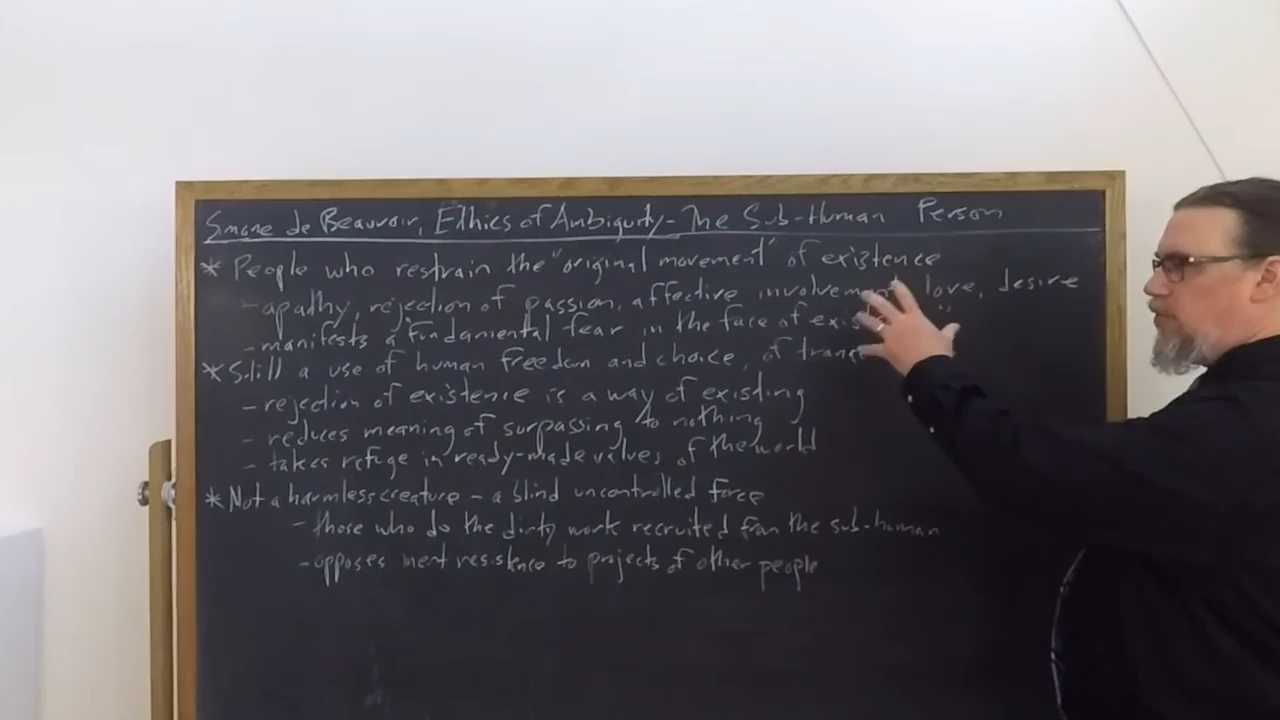 Simone de Beauvoir, Ethics of Ambiguity - The Sub-Human Person
* People who restrain the "original movement" of existence
- apathy, rejection of passion, affective involvement, love, desire
- manifests a fundamental fear in the face of
* Still a use of human freedom and choice, of
- rejection of existence is a way of existing
- reduces meaning of surpassing to nothing
- takes refuge in ready-made values of the world
* Not a harmless creature - a blind uncontrolled force
- those who do the dirty work recruited from the sub-human
- opposes inert resistence to projects of other people